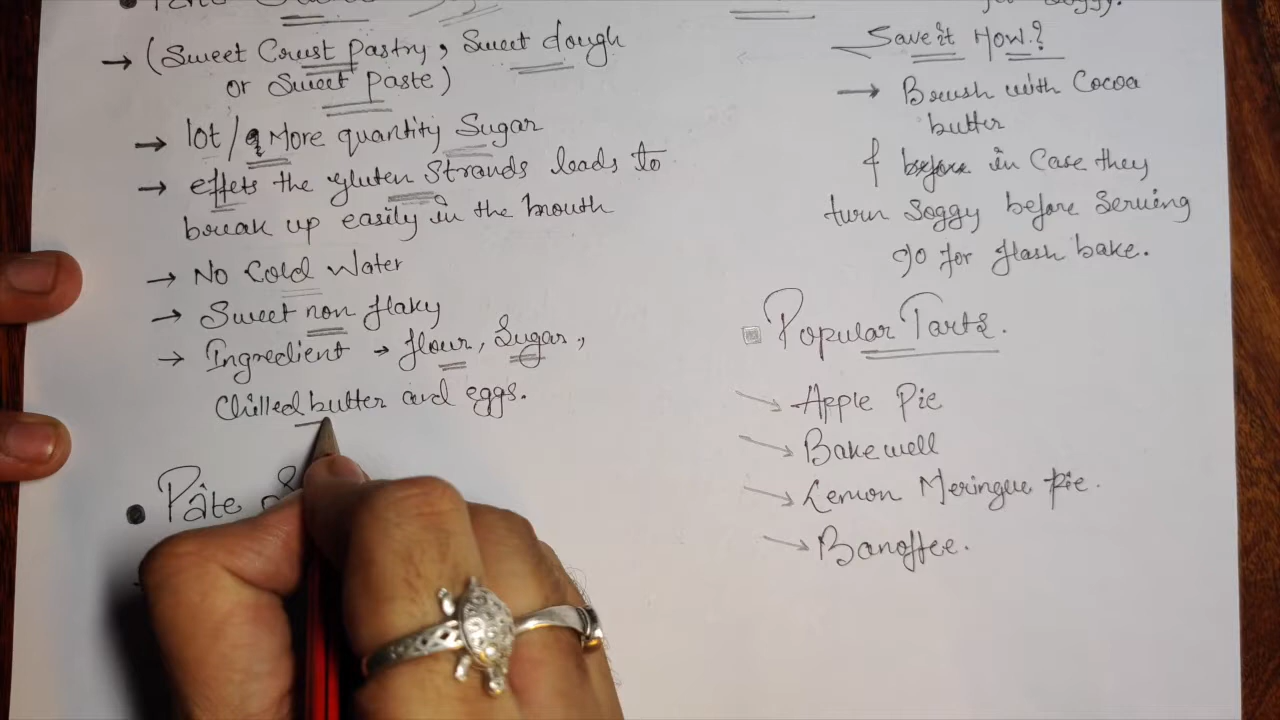 → (Sweet Crust pastry, Sweet dough
or Sweet paste)
→ lot / More quantity Sugar
→ effets the gluten Strands leads to
break up easily in the mouth
→ No Cold Water
→ Sweet non flaky
→ Ingredient → flour, Sugar,
Chilled butter and eggs.
• Pâte
Save it How?
→ Brush with Cocoa
butter
before in Case they
turn Soggy before Serving
go for flash bake.
Popular Tarts.
→ Apple Pie
→ Bakewell
→ Lemon Meringue Pie.
→ Banoffee.